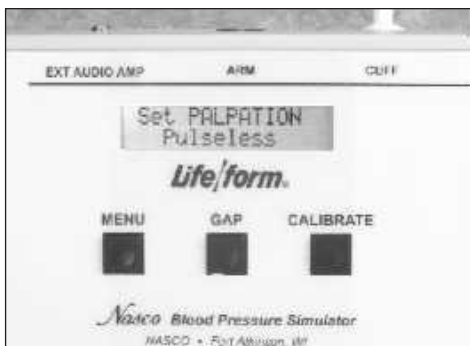 EXT AUDIO AMP ARM CUFF
Set PALPATION
Pulseless
Life/form®
MENU GAP CALIBRATE
Nasco Blood Pressure Simulator
NASCO • Fort Atkinson, WI